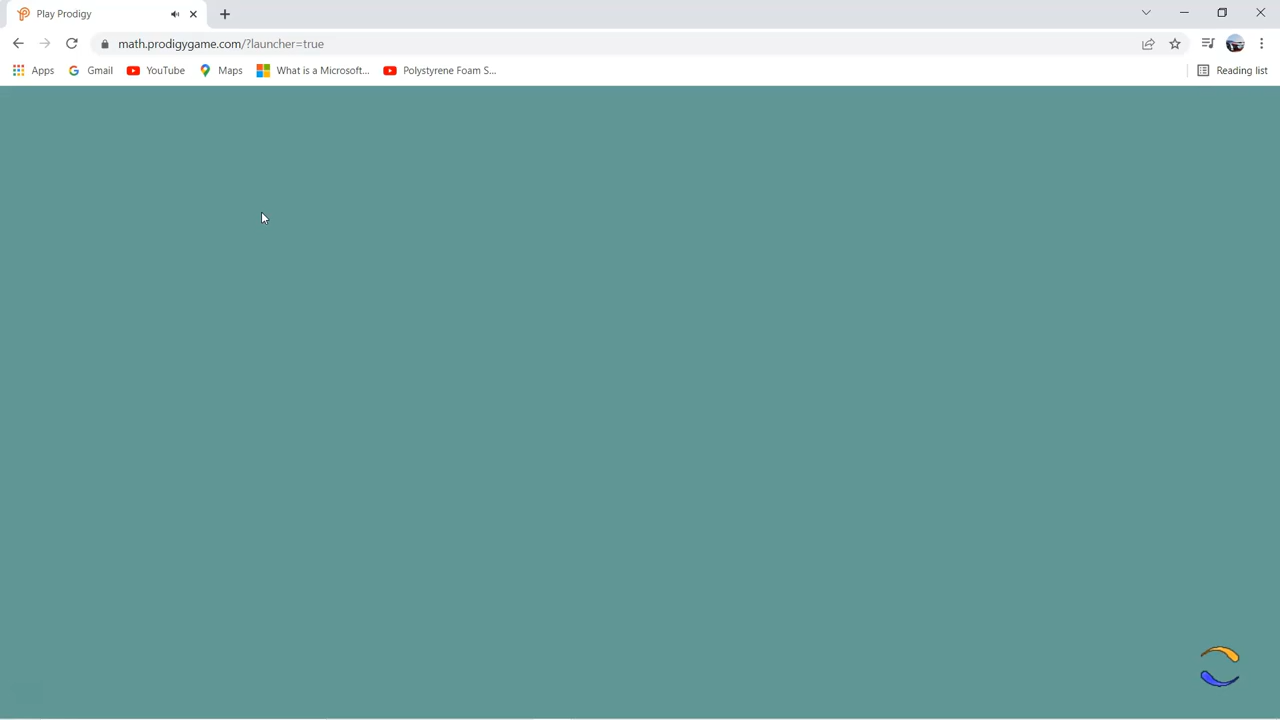 Play Prodigy
math.prodigygame.com/?launcher=true
Apps Gmail YouTube Maps What is a Microsoft... Polystyrene Foam S... Reading list